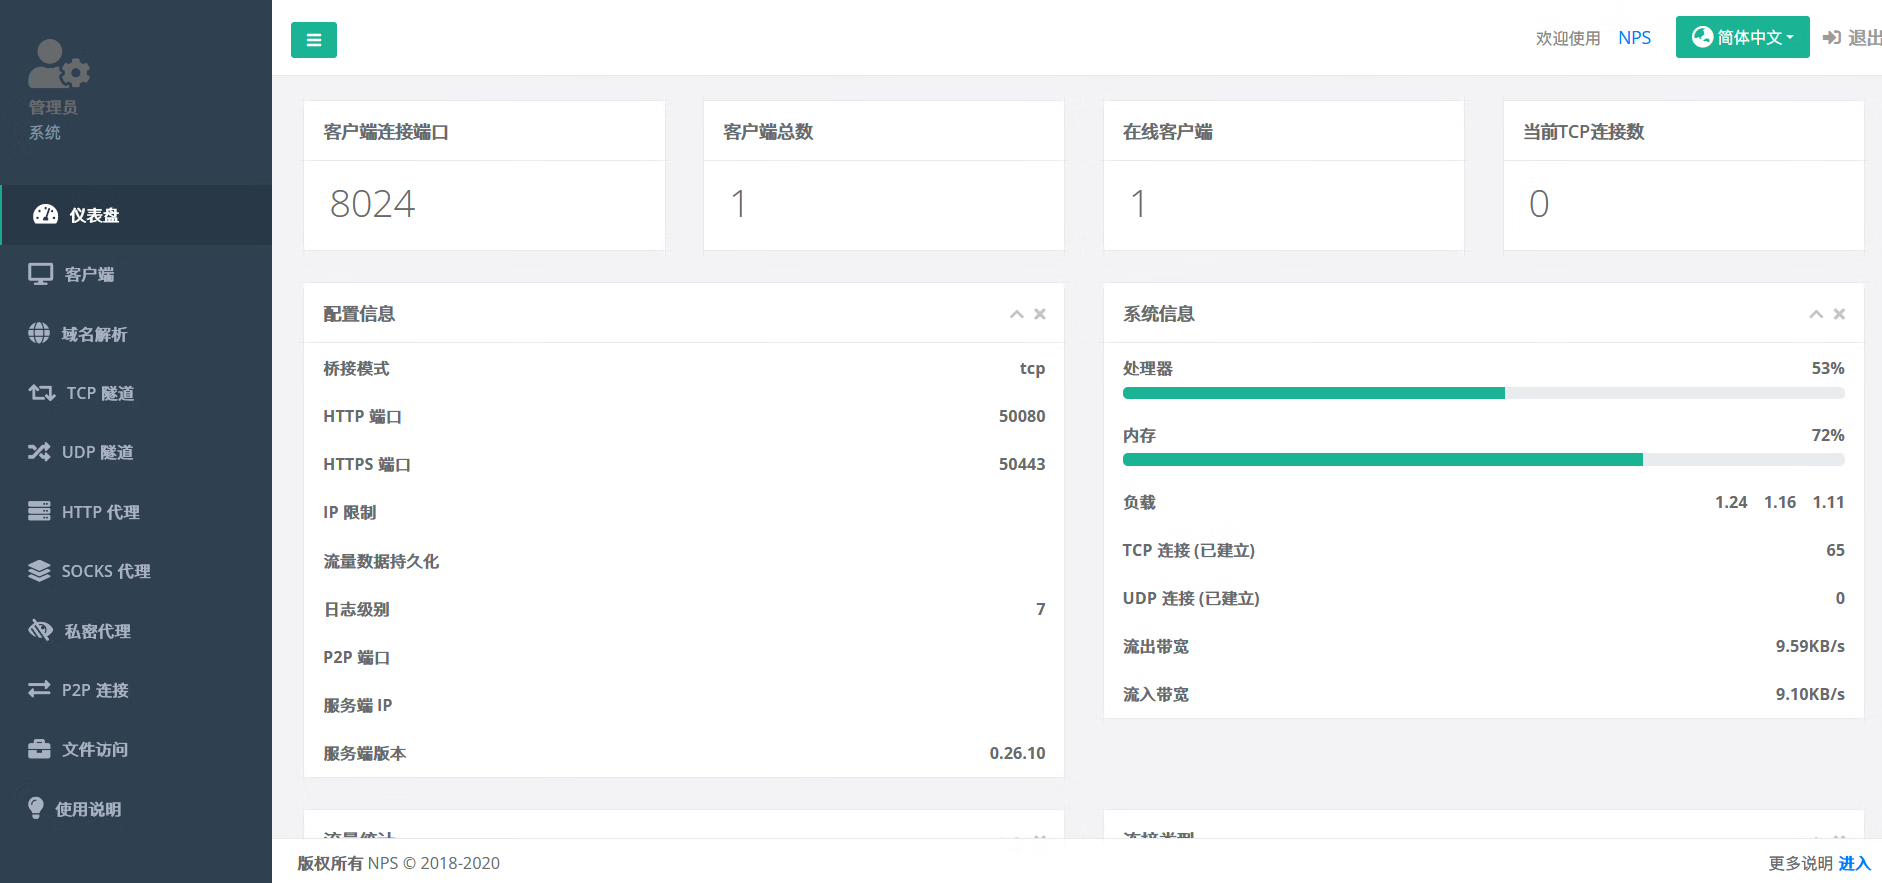 管理员
系统
仪表盘
客户端
域名解析
TCP 隧道
UDP 隧道
HTTP 代理
SOCKS 代理
私密代理
P2P 连接
文件访问
使用说明
欢迎使用 NPS 简体中文 退出
客户端连接端口
8024
客户端总数
1
在线客户端
1
当前TCP连接数
0
配置信息
桥接模式 tcp
HTTP 端口 50080
HTTPS 端口 50443
IP 限制
流量数据持久化
日志级别 7
P2P 端口
服务端 IP
服务端版本 0.26.10
系统信息
处理器 53%
内存 72%
负载 1.24 1.16 1.11
TCP 连接 (已建立) 65
UDP 连接 (已建立) 0
流出带宽 9.59KB/s
流入带宽 9.10KB/s
流量统计
连接类型
版权所有 NPS © 2018-2020
更多说明 进入